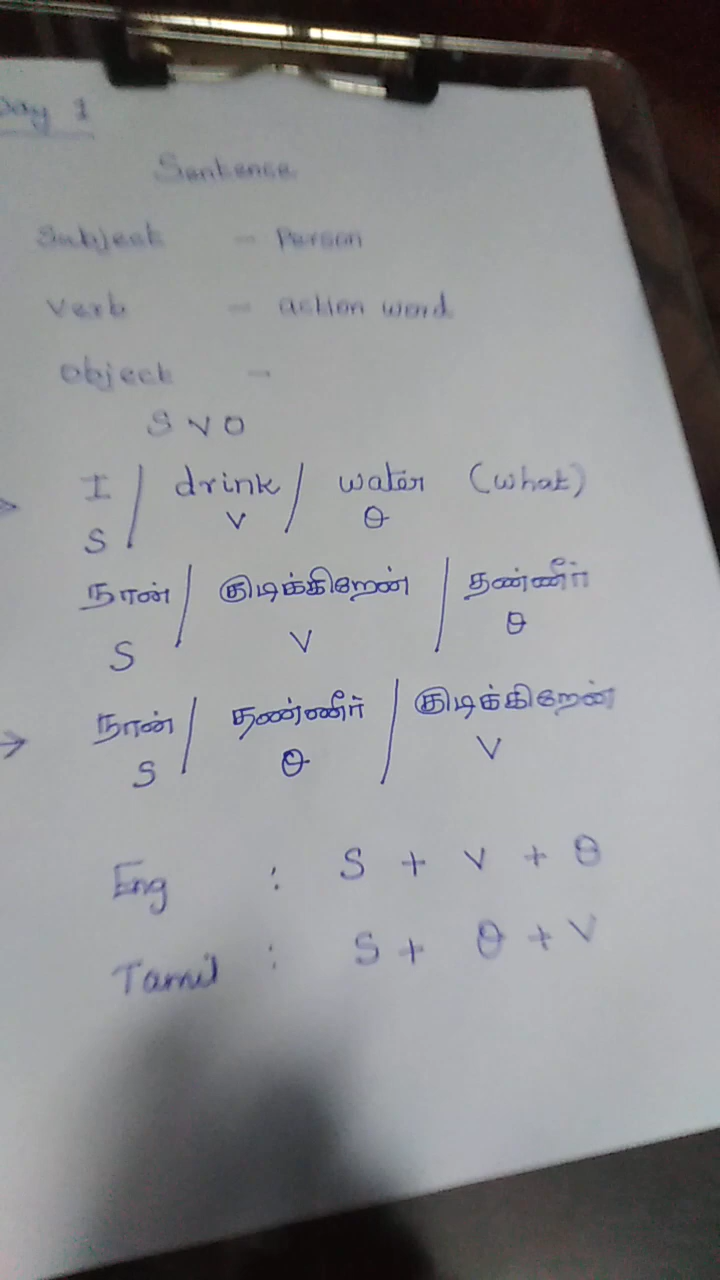 Day 1
Sentence
Subject - Person
Verb - action word
Object -
S V O
I / drink / water (what)
S V O
நான் / குடிக்கிறேன் / தண்ணீர்
S V O
→ நான் / தண்ணீர் / குடிக்கிறேன்
S O V
Eng : S + V + O
Tamil : S + O + V